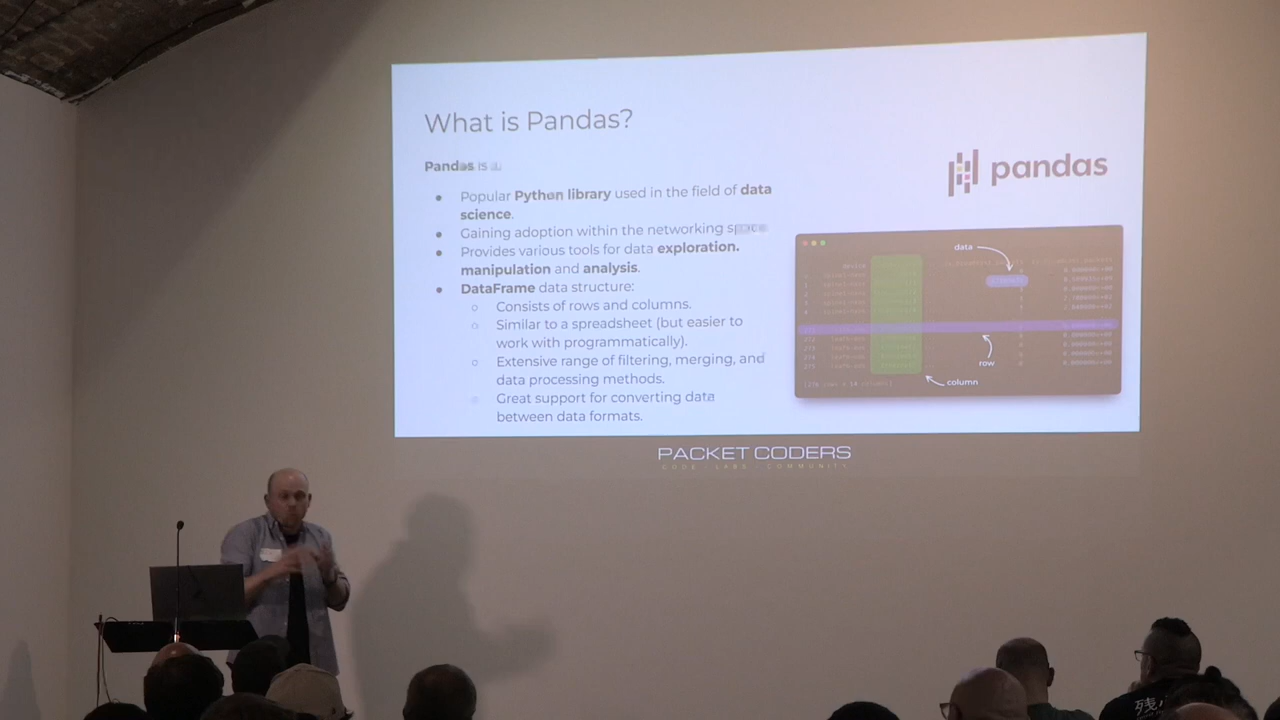 What is Pandas?
Pandas is a
pandas
● Popular Python library used in the field of data
science.
● Gaining adoption within the networking space
● Provides various tools for data exploration,
manipulation and analysis.
● DataFrame data structure:
○ Consists of rows and columns.
○ Similar to a spreadsheet (but easier to
work with programmatically).
○ Extensive range of filtering, merging, and
data processing methods.
○ Great support for converting data
between data formats.
data
device
row
column
PACKET CODERS
CODE LABS COMMUNITY